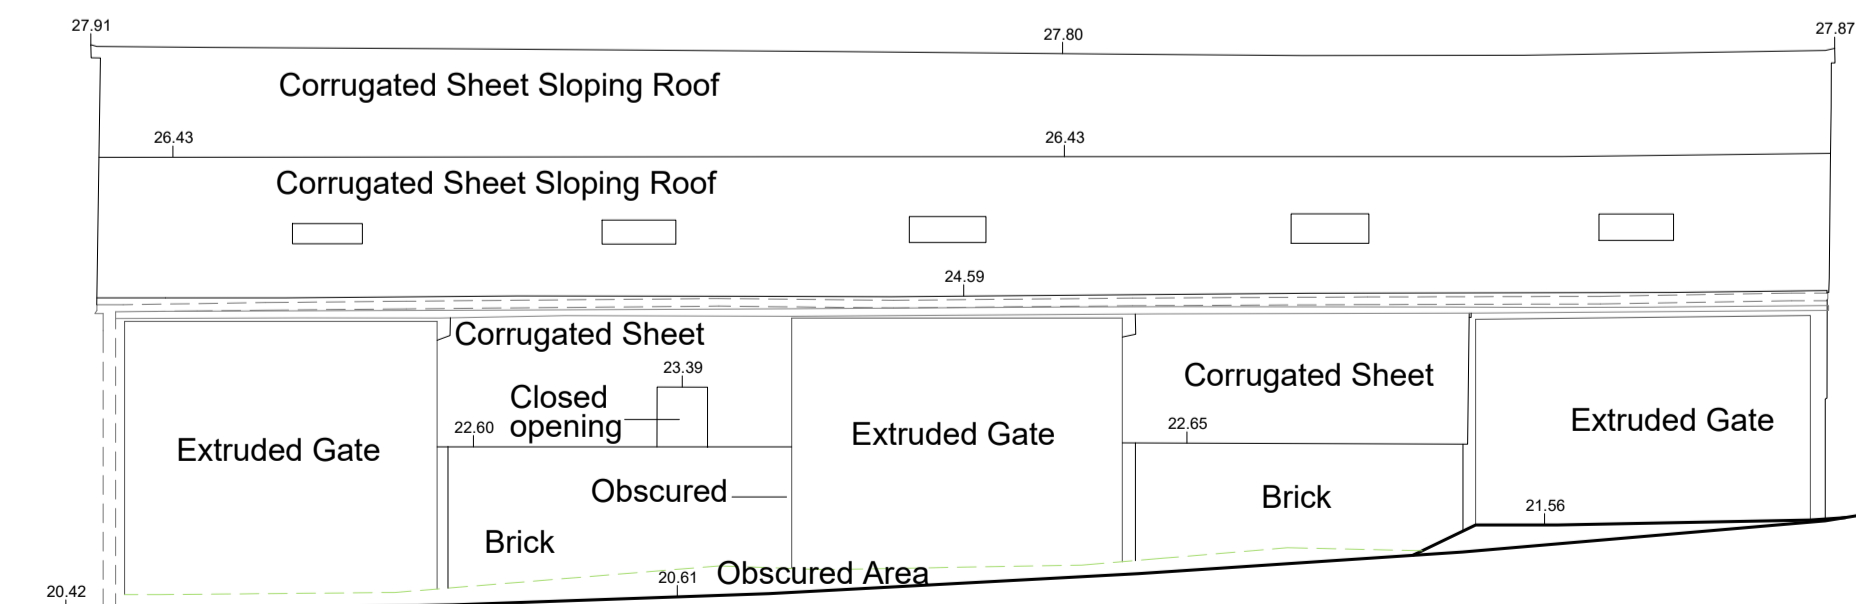 27.91
27.80
27.87
Corrugated Sheet Sloping Roof
26.43
26.43
Corrugated Sheet Sloping Roof
24.59
Corrugated Sheet
23.39
Corrugated Sheet
Closed
opening
22.60
22.65
Extruded Gate
Extruded Gate
Extruded Gate
Obscured
Brick
21.56
Brick
Obscured Area
20.61
20.42